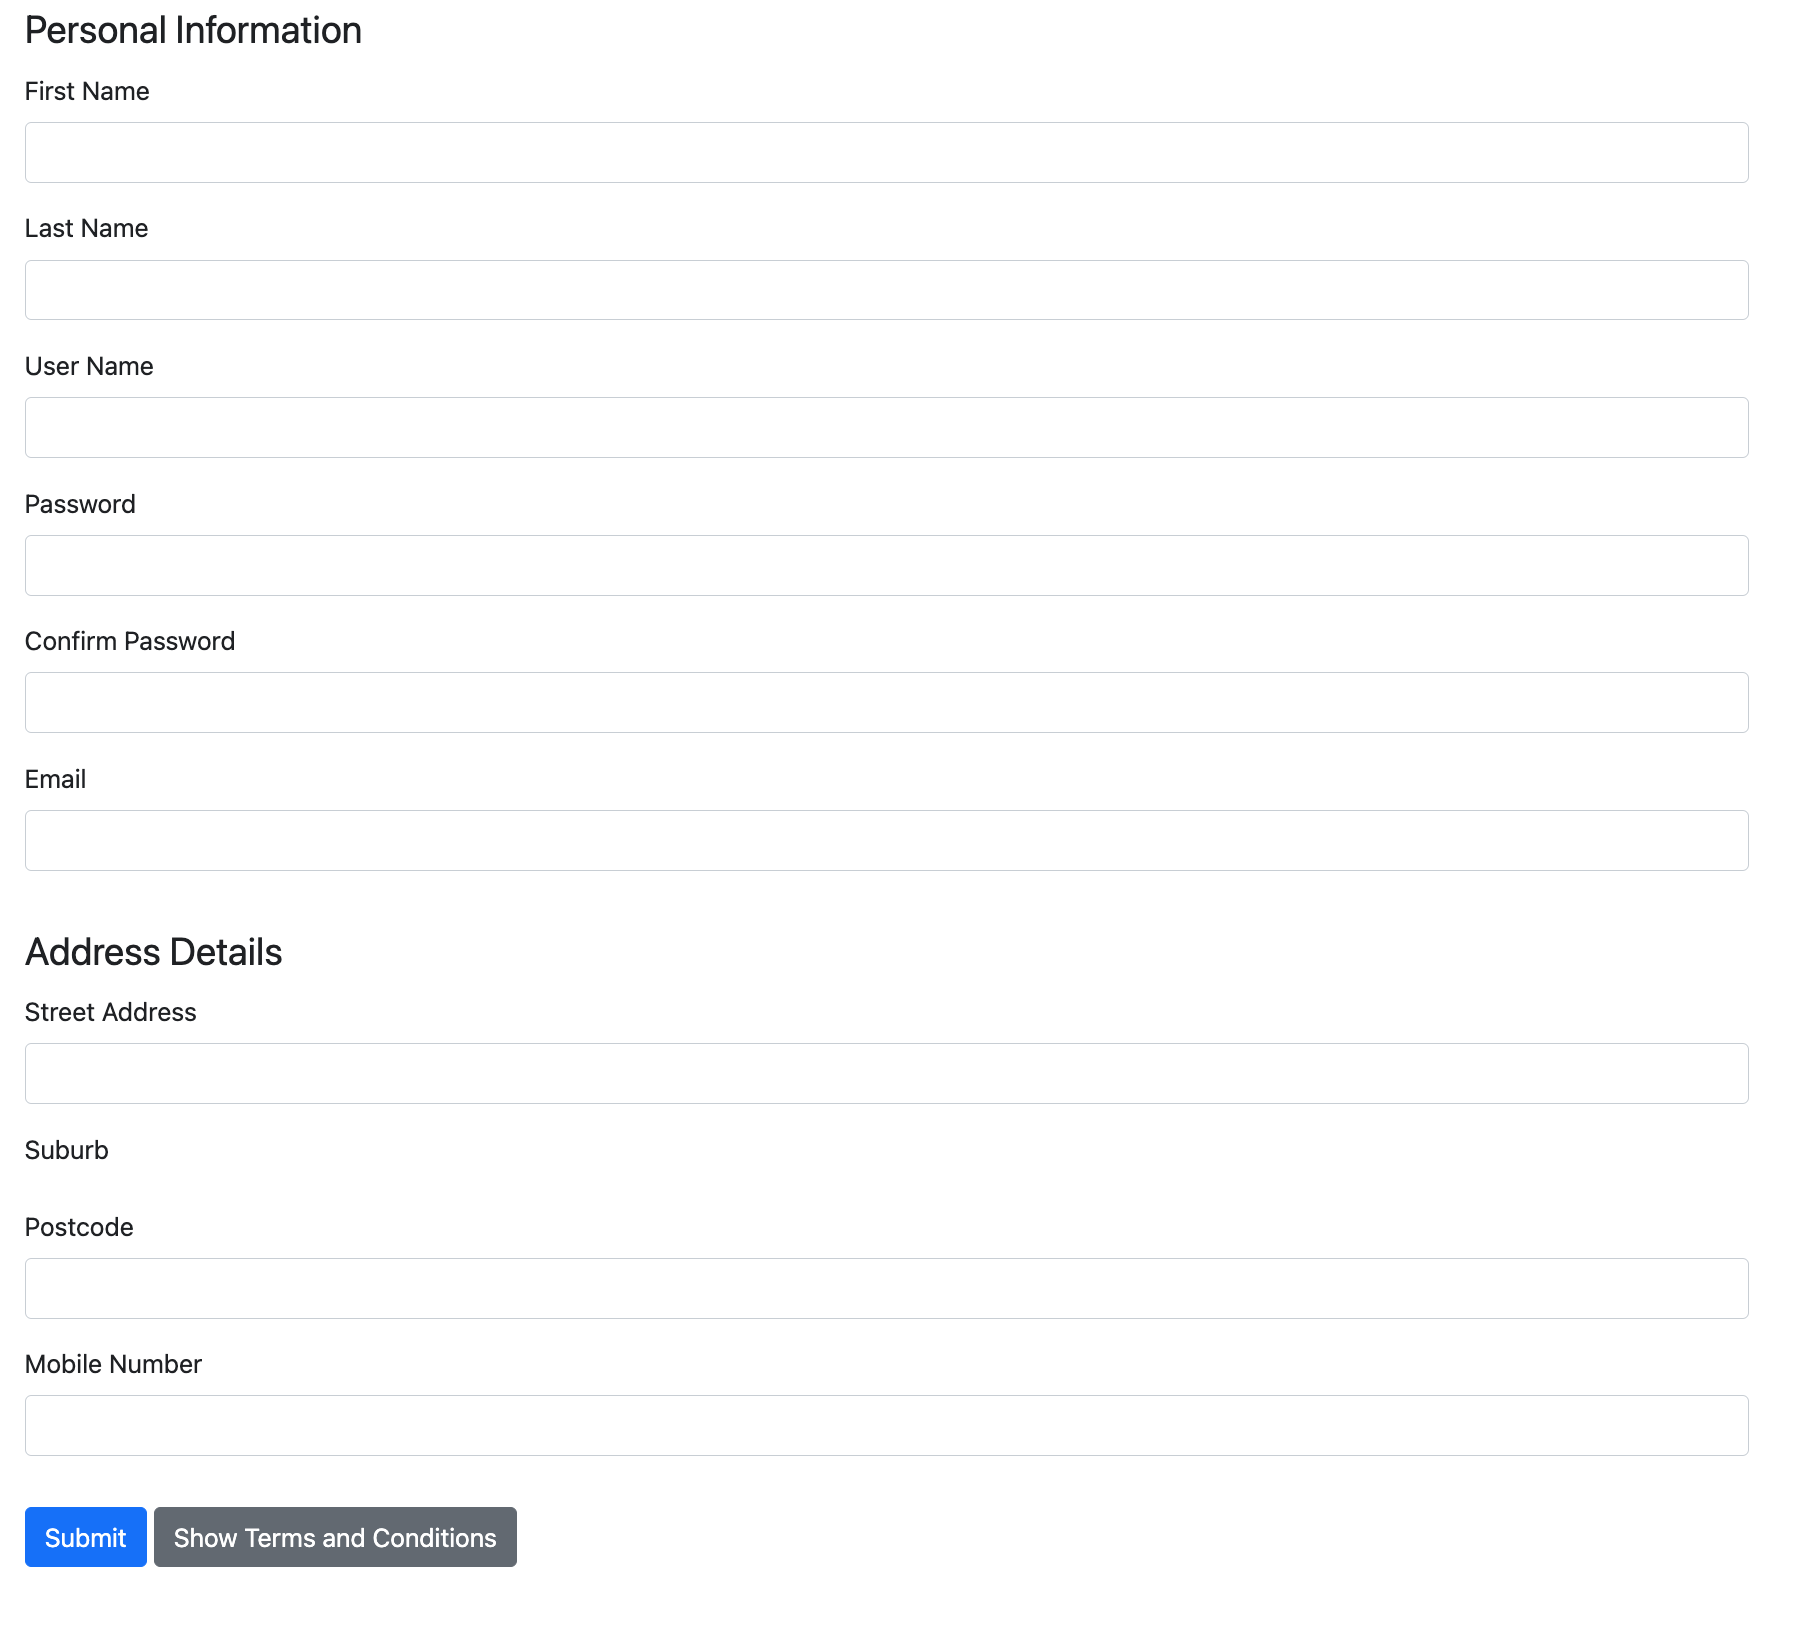 Personal Information
First Name
Last Name
User Name
Password
Confirm Password
Email
Address Details
Street Address
Suburb
Postcode
Mobile Number
Submit Show Terms and Conditions